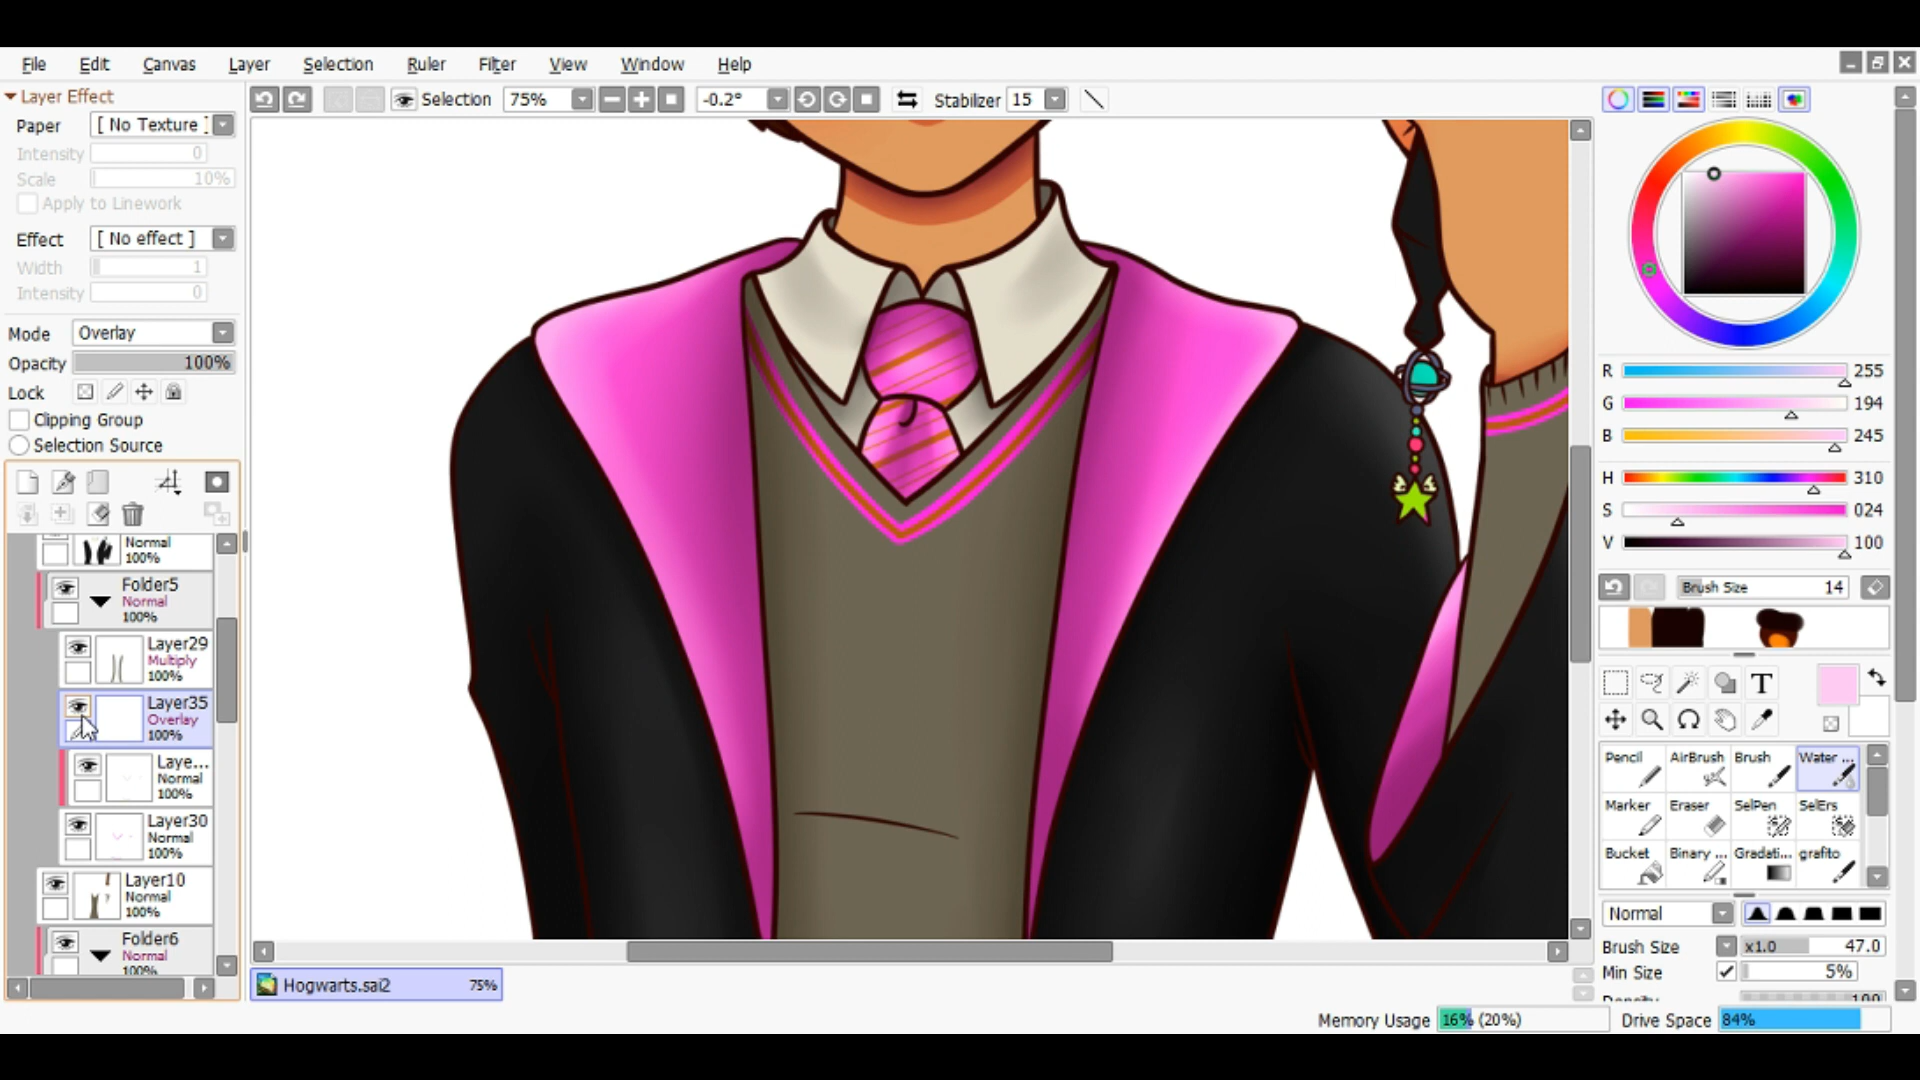 File Edit Canvas Layer Selection Ruler Filter View Window Help
Layer Effect
Paper [ No Texture ]
Intensity 0
Scale 10%
Apply to Linework
Effect [ No effect ]
Width 1
Intensity 0
Mode Overlay
Opacity 100%
Lock
Clipping Group
Selection Source
Normal
100%
Folder5
Normal
100%
Layer29
Multiply
100%
Layer35
Overlay
100%
Laye...
Normal
100%
Layer30
Normal
100%
Layer10
Normal
100%
Folder6
Normal
100%
Selection 75% -0.2° Stabilizer 15
Hogwarts.sai2 75%
R 255
G 194
B 245
H 310
S 024
V 100
Brush Size 14
T
Pencil AirBrush Brush Water ...
Marker Eraser SelPen SelErs
Bucket Binary ... Gradati... grafito
Normal
Brush Size x1.0 47.0
Min Size 5%
Density 100
Memory Usage 16% (20%) Drive Space 84%